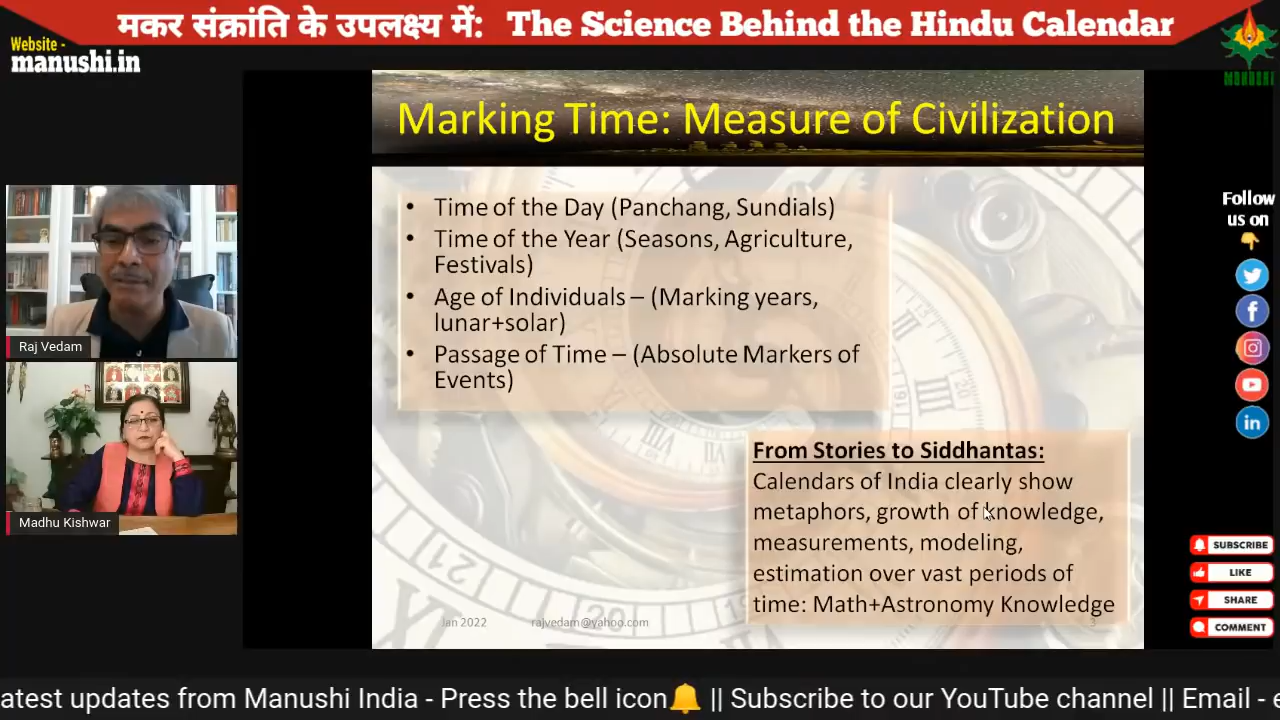 मकर संक्रांति के उपलक्ष्य में: The Science Behind the Hindu Calendar
Website -
manushi.in
MANUSHI
Marking Time: Measure of Civilization
• Time of the Day (Panchang, Sundials)
• Time of the Year (Seasons, Agriculture,
Festivals)
• Age of Individuals – (Marking years,
lunar+solar)
• Passage of Time – (Absolute Markers of
Events)
From Stories to Siddhantas:
Calendars of India clearly show
metaphors, growth of knowledge,
measurements, modeling,
estimation over vast periods of
time: Math+Astronomy Knowledge
Jan 2022
rajvedam@yahoo.com
Raj Vedam
Madhu Kishwar
Follow
us on
SUBSCRIBE
LIKE
SHARE
COMMENT
atest updates from Manushi India - Press the bell icon🔔 || Subscribe to our YouTube channel || Email - e